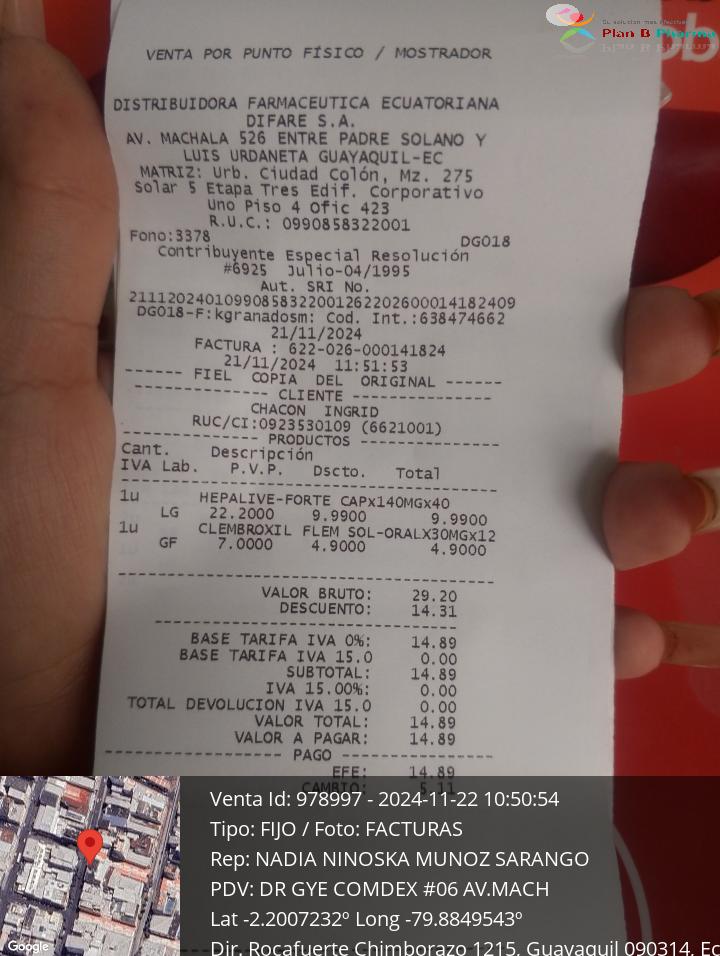 Su solución más efectiva
Plan B Pharma
VENTA POR PUNTO FÍSICO / MOSTRADOR
DISTRIBUIDORA FARMACEUTICA ECUATORIANA
DIFARE S.A.
AV. MACHALA 526 ENTRE PADRE SOLANO Y
LUIS URDANETA GUAYAQUIL-EC
MATRIZ: Urb. Ciudad Colón, Mz. 275
Solar 5 Etapa Tres Edif. Corporativo
Uno Piso 4 Ofic 423
R.U.C.: 0990858322001
Fono:3378 DG018
Contribuyente Especial Resolución
#6925 Julio-04/1995
Aut. SRI No.
2111202401099085832200126220260001418 2409
DG018-F:kgranadosm: Cod. Int.:638474662
21/11/2024
FACTURA : 622-026-000141824
21/11/2024 11:51:53
------ FIEL COPIA DEL ORIGINAL ------
--------------- CLIENTE ----------------
CHACON INGRID
RUC/CI:0923530109 (6621001)
-------------- PRODUCTOS --------------
Cant. Descripción
IVA Lab. P.V.P. Dscto. Total
1u HEPALIVE-FORTE CAPx140MGx40
LG 22.2000 9.9900 9.9900
1u CLEMBROXIL FLEM SOL-ORALX30MGx12
GF 7.0000 4.9000 4.9000
VALOR BRUTO: 29.20
DESCUENTO: 14.31
BASE TARIFA IVA 0%: 14.89
BASE TARIFA IVA 15.0 0.00
SUBTOTAL: 14.89
IVA 15.00%: 0.00
TOTAL DEVOLUCION IVA 15.0 0.00
VALOR TOTAL: 14.89
VALOR A PAGAR: 14.89
------------------ PAGO ----------------
EFE: 14.89
CAMBIO: 5.11
Venta Id: 978997 - 2024-11-22 10:50:54
Tipo: FIJO / Foto: FACTURAS
Rep: NADIA NINOSKA MUNOZ SARANGO
PDV: DR GYE COMDEX #06 AV.MACH
Lat -2.2007232º Long -79.8849543º
Dir. Rocafuerte Chimborazo 1215, Guayaquil 090314, Ec
Google